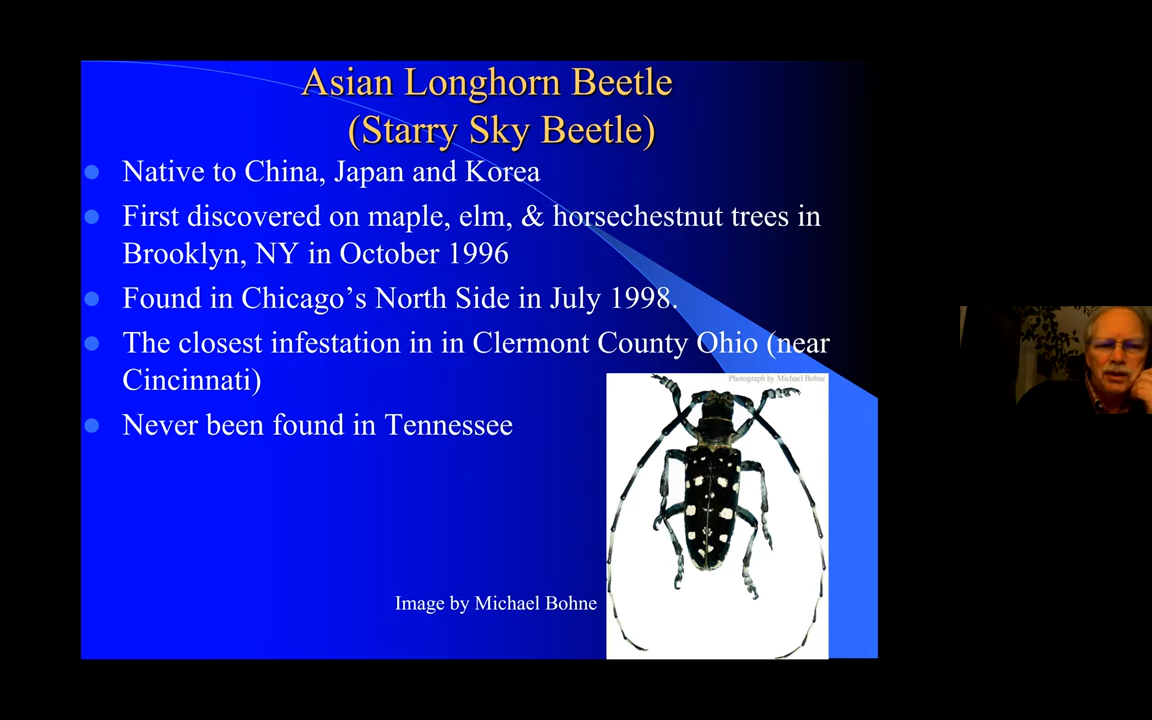 Asian Longhorn Beetle
(Starry Sky Beetle)
Native to China, Japan and Korea
First discovered on maple, elm, & horsechestnut trees in
Brooklyn, NY in October 1996
Found in Chicago’s North Side in July 1998.
The closest infestation in in Clermont County Ohio (near
Cincinnati)
Photograph by Michael Bohne
Never been found in Tennessee
Image by Michael Bohne